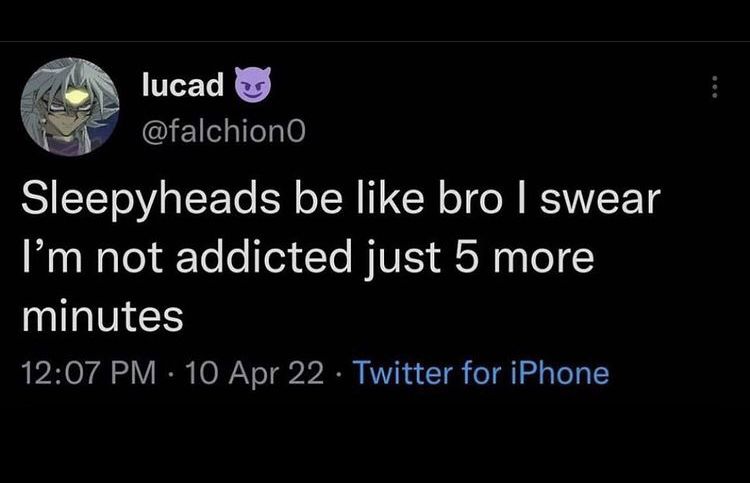 lucad 😈
@falchion0
Sleepyheads be like bro I swear
I’m not addicted just 5 more
minutes
12:07 PM · 10 Apr 22 · Twitter for iPhone